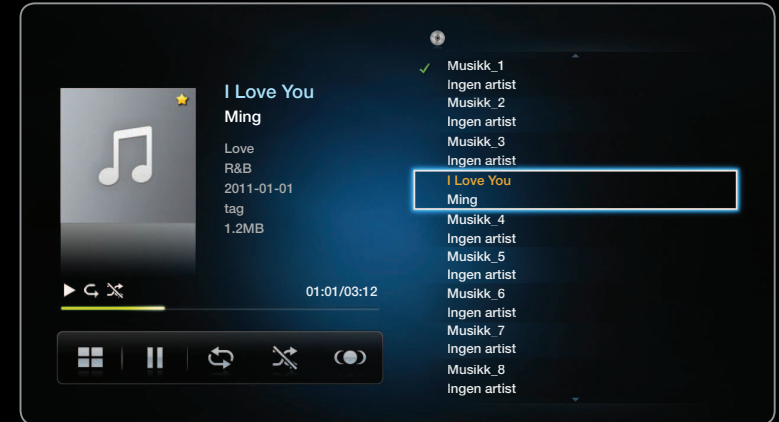 I Love You
Ming
Love
R&B
2011-01-01
tag
1.2MB
01:01/03:12
Musikk_1
Ingen artist
Musikk_2
Ingen artist
Musikk_3
Ingen artist
I Love You
Ming
Musikk_4
Ingen artist
Musikk_5
Ingen artist
Musikk_6
Ingen artist
Musikk_7
Ingen artist
Musikk_8
Ingen artist